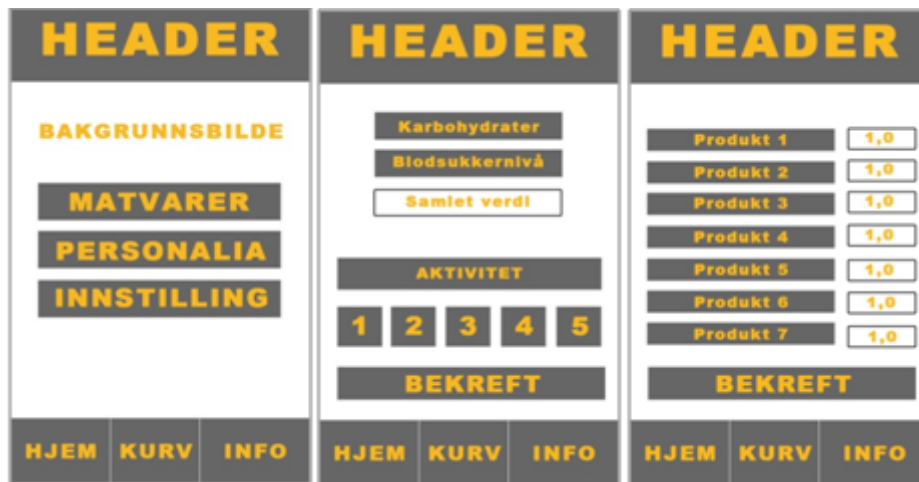 HEADER
BAKGRUNNSBILDE
MATVARER
PERSONALIA
INNSTILLING
HJEM KURV INFO
HEADER
Karbohydrater
Blodsukkernivå
Samlet verdi
AKTIVITET
1 2 3 4 5
BEKREFT
HJEM KURV INFO
HEADER
Produkt 1 1,0
Produkt 2 1,0
Produkt 3 1,0
Produkt 4 1,0
Produkt 5 1,0
Produkt 6 1,0
Produkt 7 1,0
BEKREFT
HJEM KURV INFO